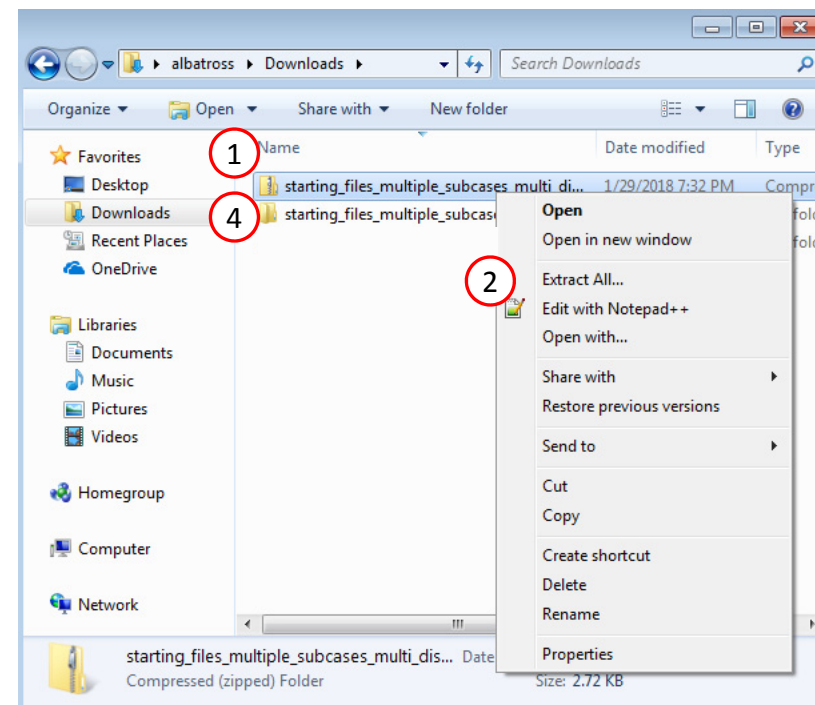 albatross ▸ Downloads ▸ Search Downloads
Organize Open Share with New folder
Name Date modified Type
1
Favorites
Desktop
Downloads
Recent Places
OneDrive
Libraries
Documents
Music
Pictures
Videos
Homegroup
Computer
Network
starting_files_multiple_subcases_multi_di... 1/29/2018 7:32 PM Compr
4
starting_files_multiple_subcas
Open
Open in new window
2
Extract All...
Edit with Notepad++
Open with...
Share with
Restore previous versions
Send to
Cut
Copy
Create shortcut
Delete
Rename
Properties
starting_files_multiple_subcases_multi_dis... Date
Compressed (zipped) Folder Size: 2.72 KB